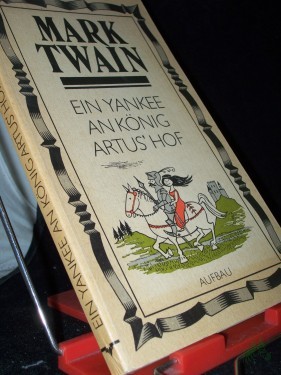 MARK
TWAIN
EIN YANKEE
AN KÖNIG
ARTUS' HOF
AUFBAU
EIN YANKEE AN KÖNIG ARTUS' HOF